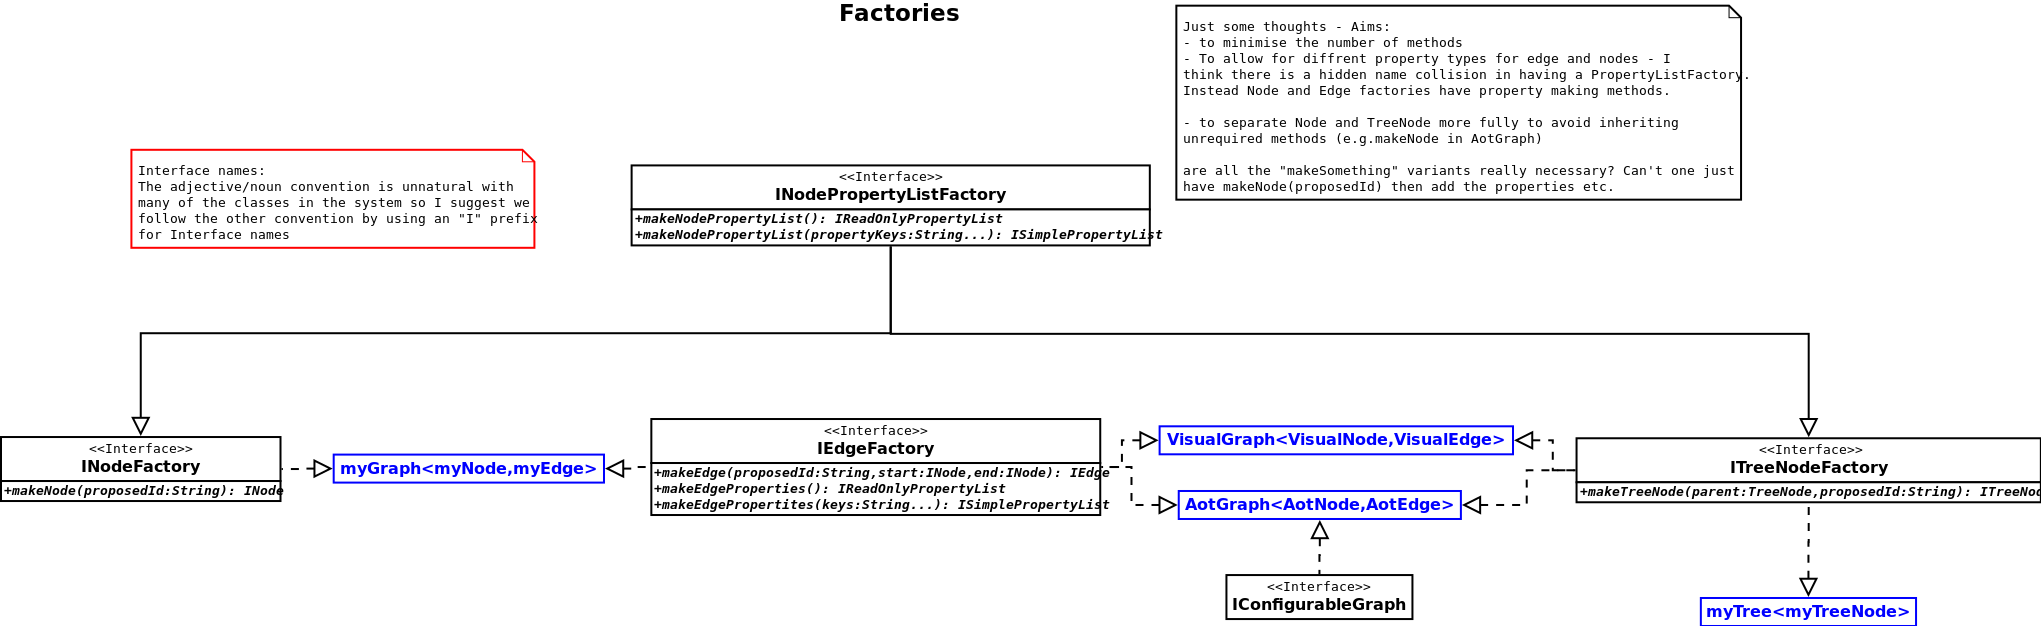 Factories
Just some thoughts - Aims:
- to minimise the number of methods
- To allow for diffrent property types for edge and nodes - I
think there is a hidden name collision in having a PropertyListFactory.
Instead Node and Edge factories have property making methods.
- to separate Node and TreeNode more fully to avoid inheriting
unrequired methods (e.g.makeNode in AotGraph)
are all the "makeSomething" variants really necessary? Can't one just
have makeNode(proposedId) then add the properties etc.
Interface names:
The adjective/noun convention is unnatural with
many of the classes in the system so I suggest we
follow the other convention by using an "I" prefix
for Interface names
<<Interface>>
INodePropertyListFactory
+makeNodePropertyList(): IReadOnlyPropertyList
+makeNodePropertyList(propertyKeys:String...): ISimplePropertyList
<<Interface>>
INodeFactory
+makeNode(proposedId:String): INode
myGraph<myNode,myEdge>
<<Interface>>
IEdgeFactory
+makeEdge(proposedId:String,start:INode,end:INode): IEdge
+makeEdgeProperties(): IReadOnlyPropertyList
+makeEdgePropertites(keys:String...): ISimplePropertyList
VisualGraph<VisualNode,VisualEdge>
AotGraph<AotNode,AotEdge>
<<Interface>>
IConfigurableGraph
<<Interface>>
ITreeNodeFactory
+makeTreeNode(parent:TreeNode,proposedId:String): ITreeNo
myTree<myTreeNode>